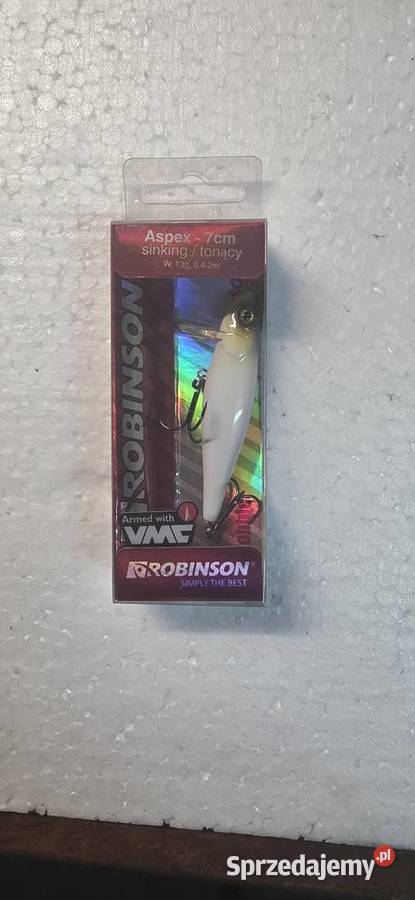 Aspex - 7cm
sinking / tonący
W, 13g, 0.4-2m
ROBINSON
Armed with
VMC
ROBINSON®
SIMPLY THE BEST
Sprzedajemy.pl